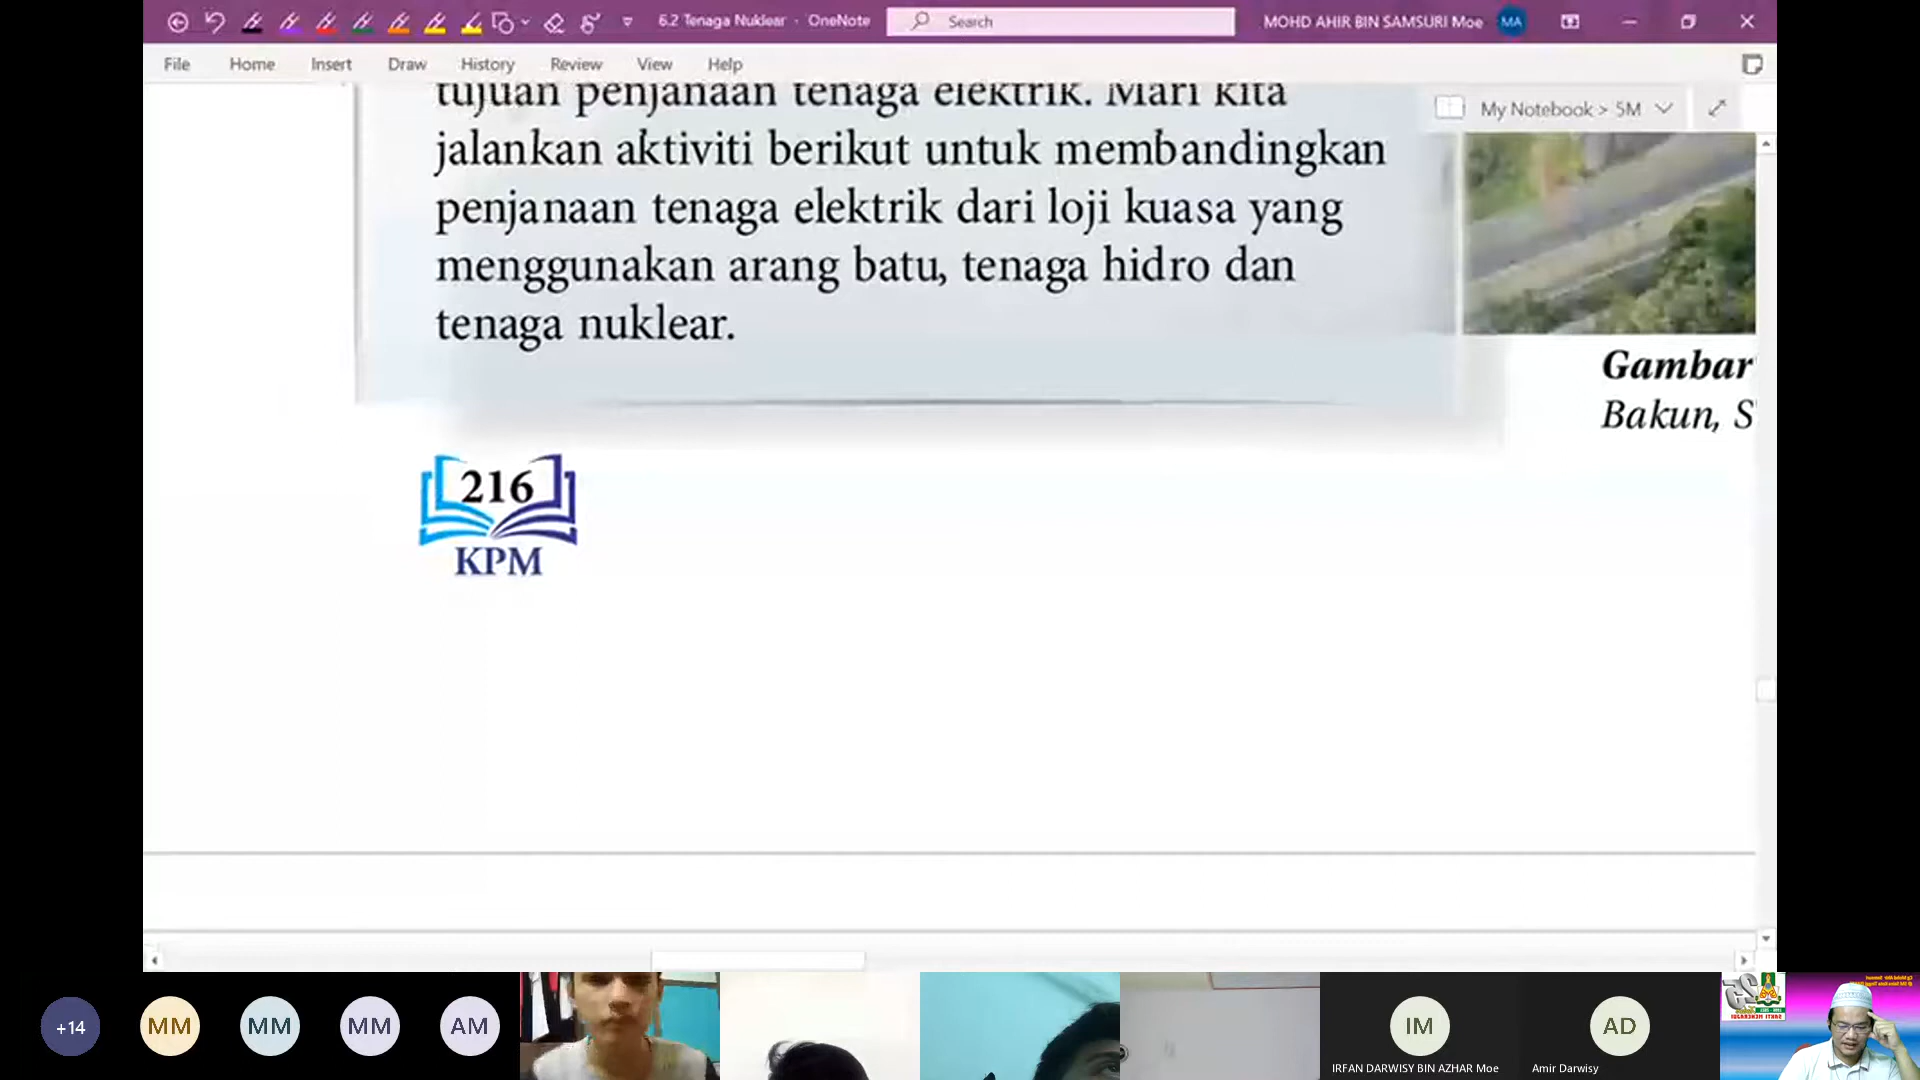 6.2 Tenaga Nuklear - OneNote
Search
MOHD AHIR BIN SAMSURI Moe
MA
File Home Insert Draw History Review View Help
My Notebook > 5M
tujuan penjanaan tenaga elektrik. Mari kita
jalankan aktiviti berikut untuk membandingkan
penjanaan tenaga elektrik dari loji kuasa yang
menggunakan arang batu, tenaga hidro dan
tenaga nuklear.
Gambar
Bakun, S
216
KPM
+14
MM
MM
MM
AM
IM
IRFAN DARWISY BIN AZHAR Moe
AD
Amir Darwisy